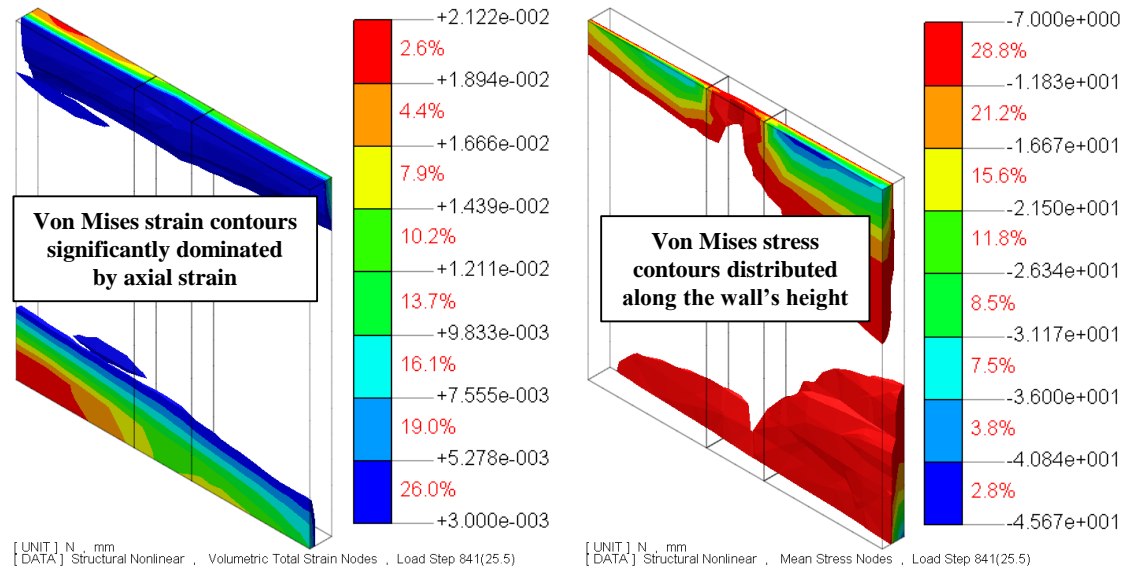 +2.122e-002
2.6%
+1.894e-002
4.4%
+1.666e-002
7.9%
+1.439e-002
10.2%
+1.211e-002
13.7%
+9.833e-003
16.1%
+7.555e-003
19.0%
+5.278e-003
26.0%
+3.000e-003
Von Mises strain contours
significantly dominated
by axial strain
[ UNIT ] N , mm
[ DATA ] Structural Nonlinear , Volumetric Total Strain Nodes , Load Step 841(25.5)
-7.000e+000
28.8%
-1.183e+001
21.2%
-1.667e+001
15.6%
-2.150e+001
11.8%
-2.634e+001
8.5%
-3.117e+001
7.5%
-3.600e+001
3.8%
-4.084e+001
2.8%
-4.567e+001
Von Mises stress
contours distributed
along the wall's height
[ UNIT ] N , mm
[ DATA ] Structural Nonlinear , Mean Stress Nodes , Load Step 841(25.5)